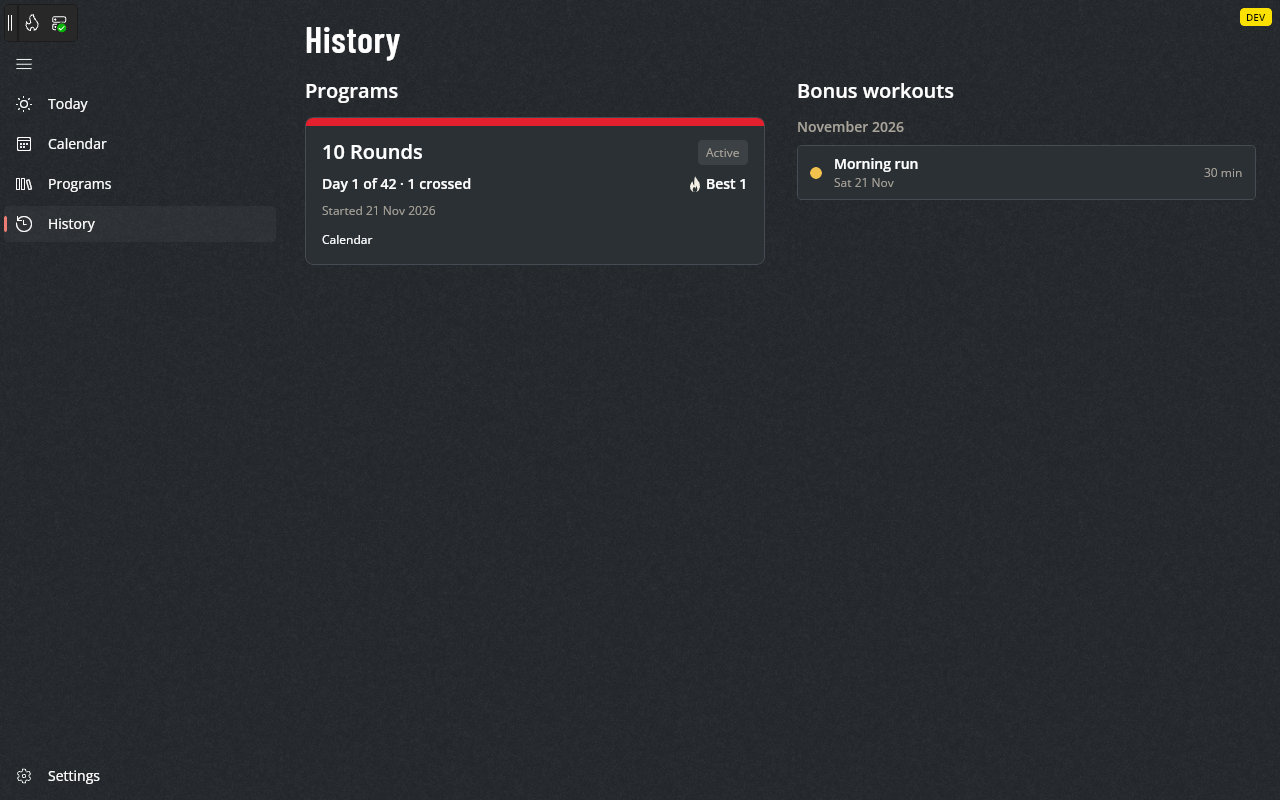 DEV
Today
Calendar
Programs
History
Settings
History
Programs
10 Rounds
Active
Day 1 of 42 · 1 crossed
Best 1
Started 21 Nov 2026
Calendar
Bonus workouts
November 2026
Morning run
Sat 21 Nov
30 min